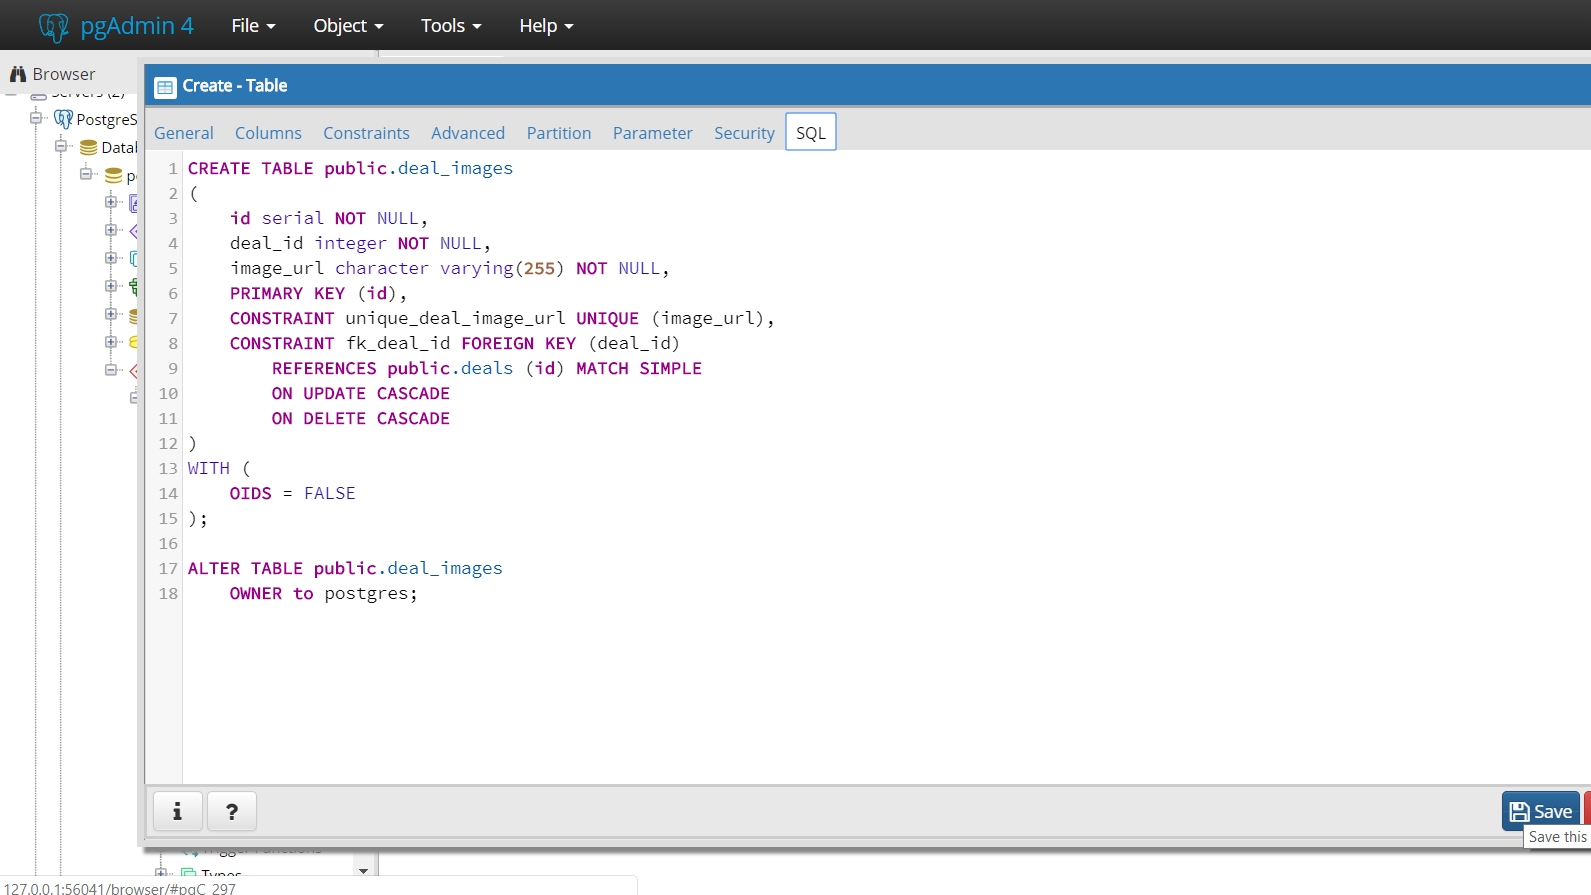 pgAdmin 4 File Object Tools Help
Browser
Servers (2)
Create - Table
General Columns Constraints Advanced Partition Parameter Security SQL
1 CREATE TABLE public.deal_images
2 (
3 id serial NOT NULL,
4 deal_id integer NOT NULL,
5 image_url character varying(255) NOT NULL,
6 PRIMARY KEY (id),
7 CONSTRAINT unique_deal_image_url UNIQUE (image_url),
8 CONSTRAINT fk_deal_id FOREIGN KEY (deal_id)
9 REFERENCES public.deals (id) MATCH SIMPLE
10 ON UPDATE CASCADE
11 ON DELETE CASCADE
12 )
13 WITH (
14 OIDS = FALSE
15 );
16
17 ALTER TABLE public.deal_images
18 OWNER to postgres;
i ? Save
Save this
Trigger Functions
Types
127.0.0.1:56041/browser/#pgC_297